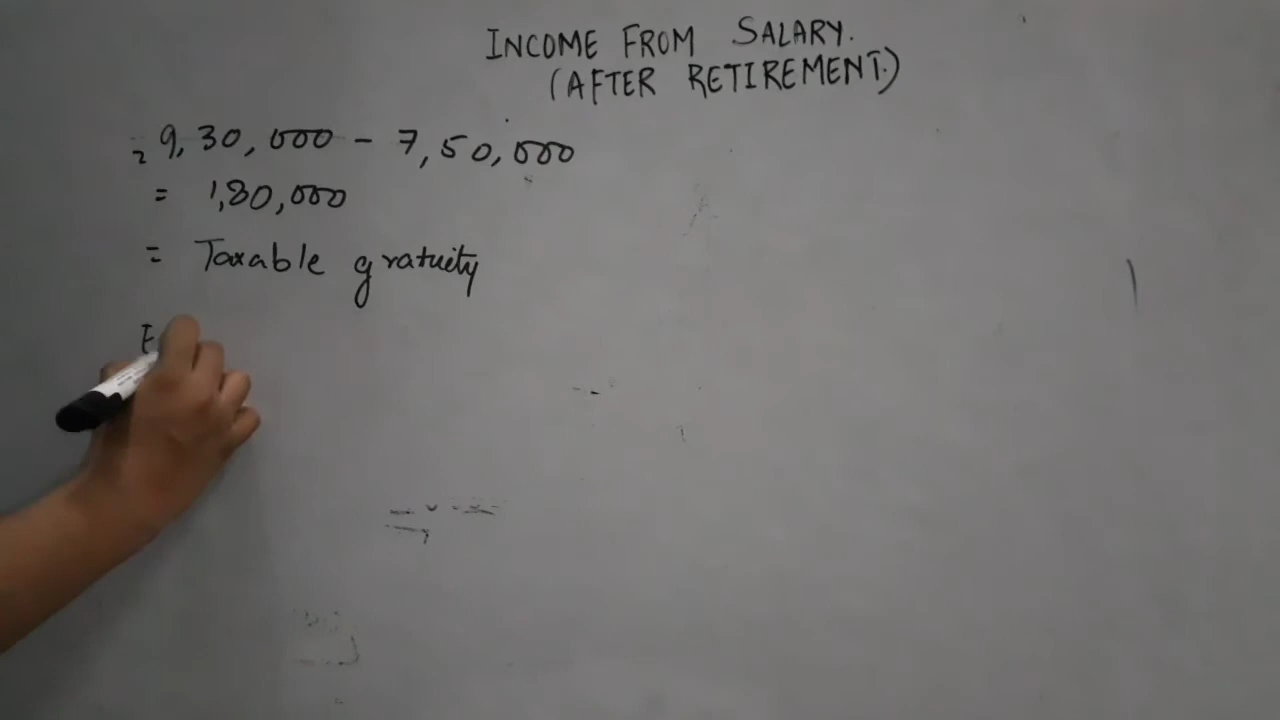 INCOME FROM SALARY.
(AFTER RETIREMENT.)
= 9,30,000 - 7,50,000
= 1,80,000
= Taxable gratuity
E